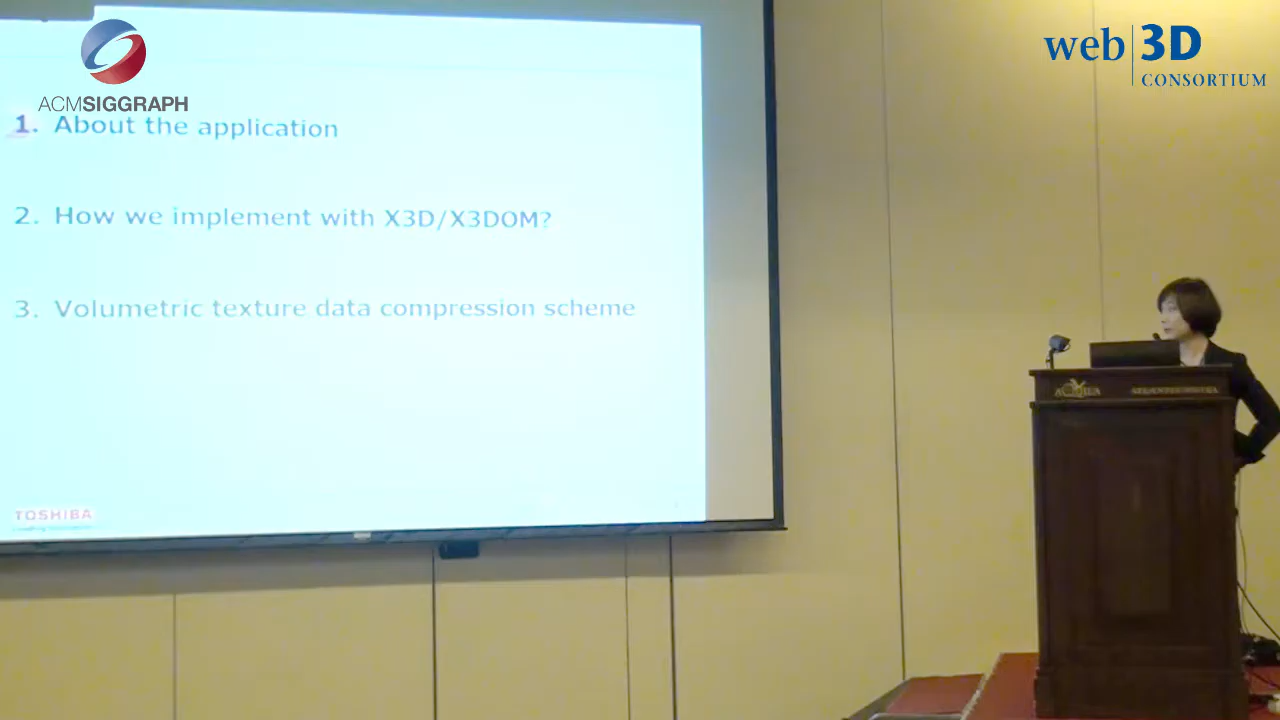 ACMSIGGRAPH
web 3D
CONSORTIUM
1. About the application
2. How we implement with X3D/X3DOM?
3. Volumetric texture data compression scheme
TOSHIBA